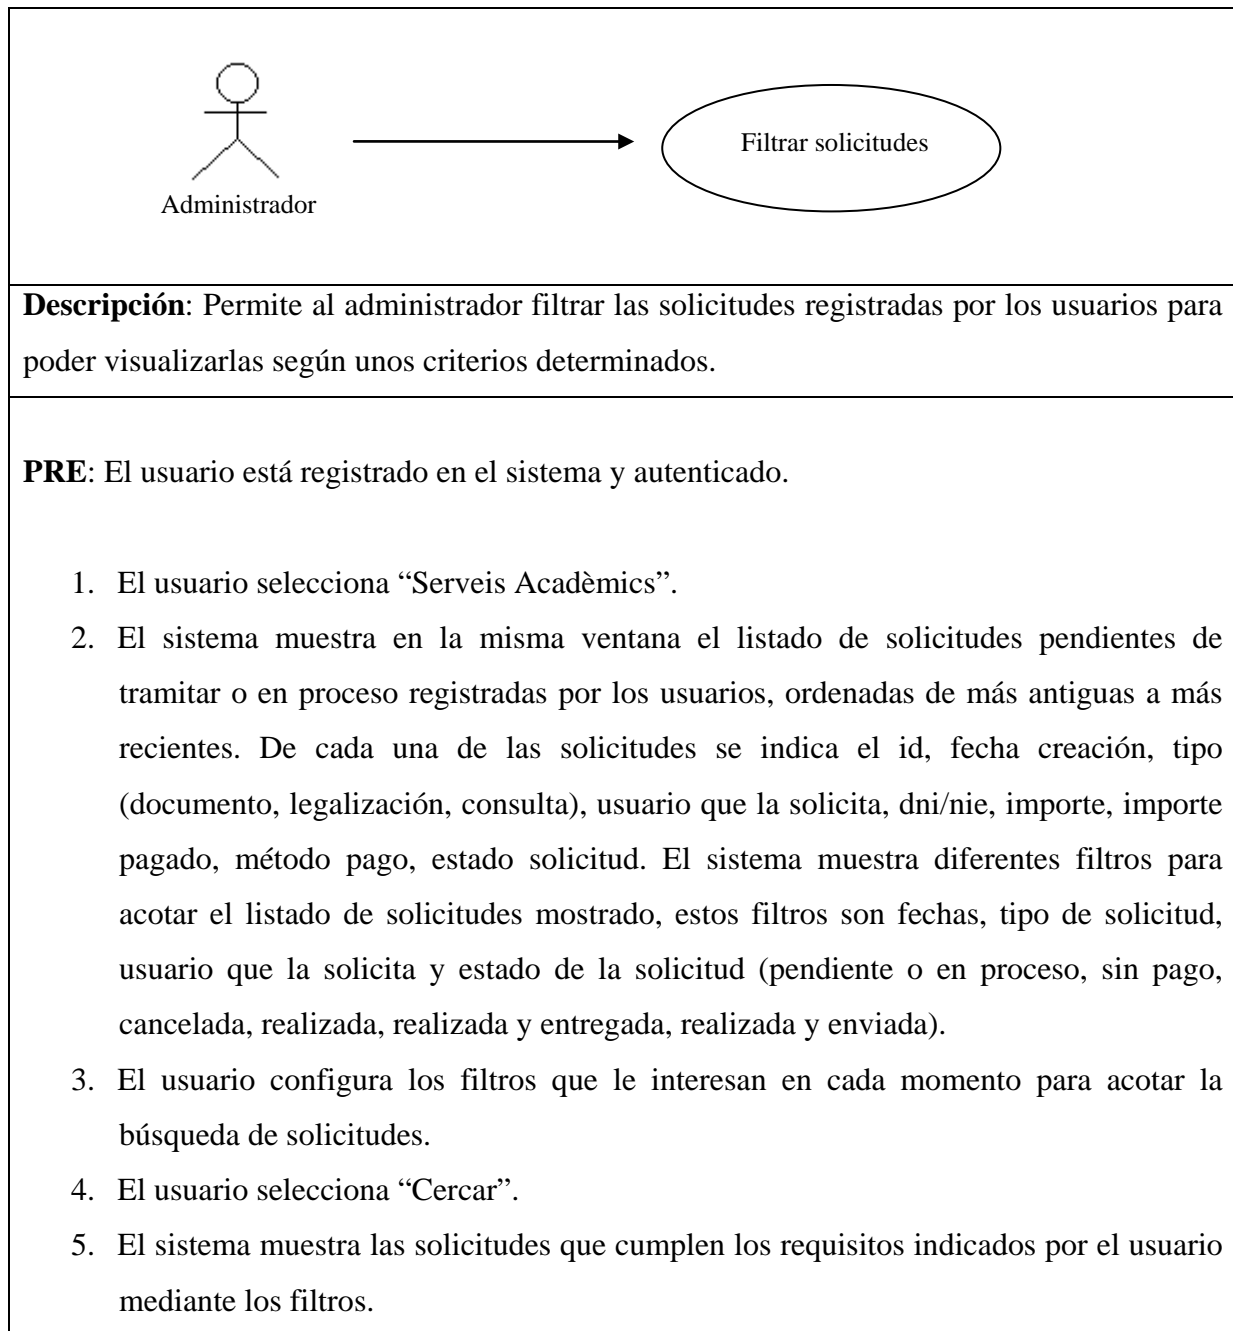 Filtrar solicitudes
Administrador
Descripción: Permite al administrador filtrar las solicitudes registradas por los usuarios para
poder visualizarlas según unos criterios determinados.
PRE: El usuario está registrado en el sistema y autenticado.
1. El usuario selecciona “Serveis Acadèmics”.
2. El sistema muestra en la misma ventana el listado de solicitudes pendientes de
tramitar o en proceso registradas por los usuarios, ordenadas de más antiguas a más
recientes. De cada una de las solicitudes se indica el id, fecha creación, tipo
(documento, legalización, consulta), usuario que la solicita, dni/nie, importe, importe
pagado, método pago, estado solicitud. El sistema muestra diferentes filtros para
acotar el listado de solicitudes mostrado, estos filtros son fechas, tipo de solicitud,
usuario que la solicita y estado de la solicitud (pendiente o en proceso, sin pago,
cancelada, realizada, realizada y entregada, realizada y enviada).
3. El usuario configura los filtros que le interesan en cada momento para acotar la
búsqueda de solicitudes.
4. El usuario selecciona “Cercar”.
5. El sistema muestra las solicitudes que cumplen los requisitos indicados por el usuario
mediante los filtros.